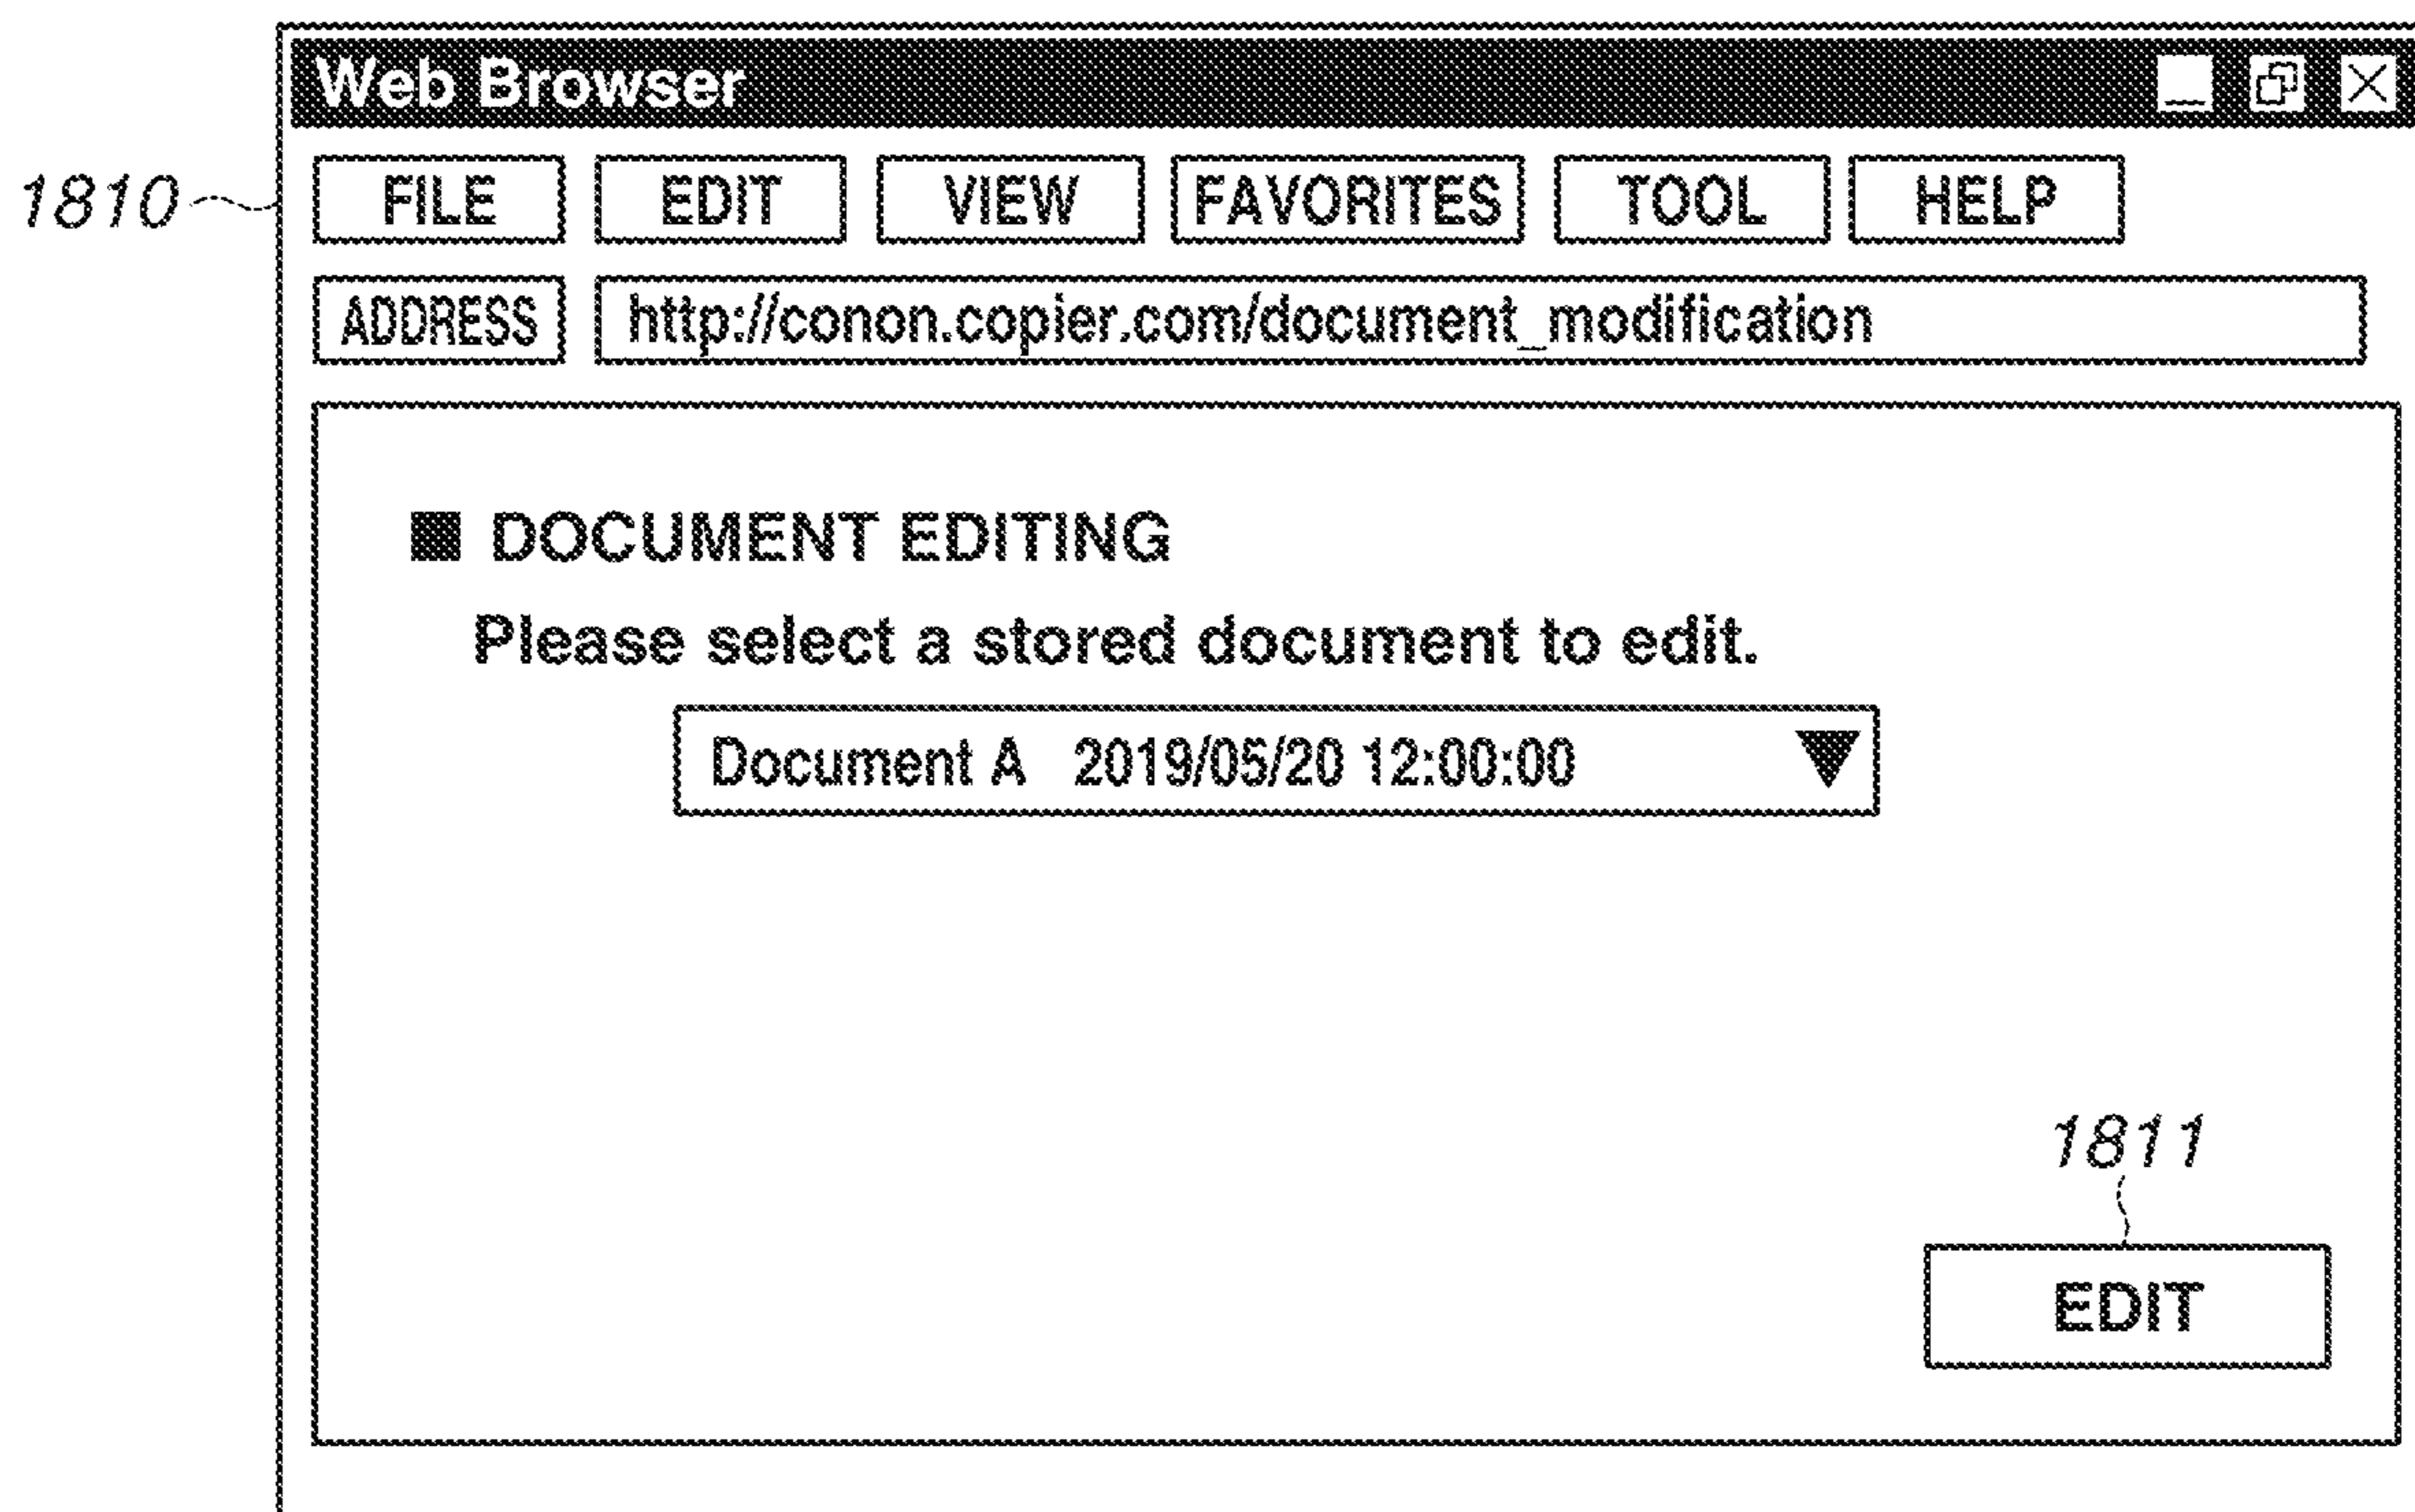 Web Browser
1810
FILE EDIT VIEW FAVORITES TOOL HELP
ADDRESS http://conon.copier.com/document_modification
■ DOCUMENT EDITING
Please select a stored document to edit.
Document A 2019/05/20 12:00:00
1811
EDIT